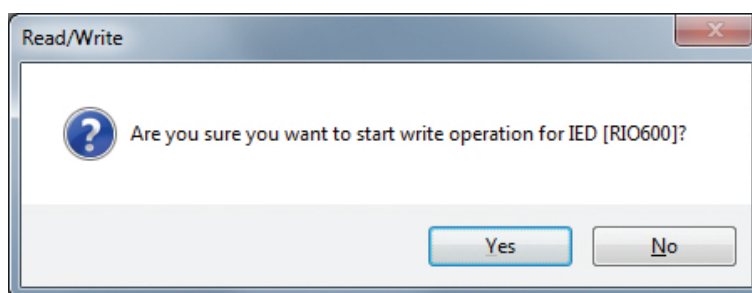 Read/Write
Are you sure you want to start write operation for IED [RIO600]?
Yes
No